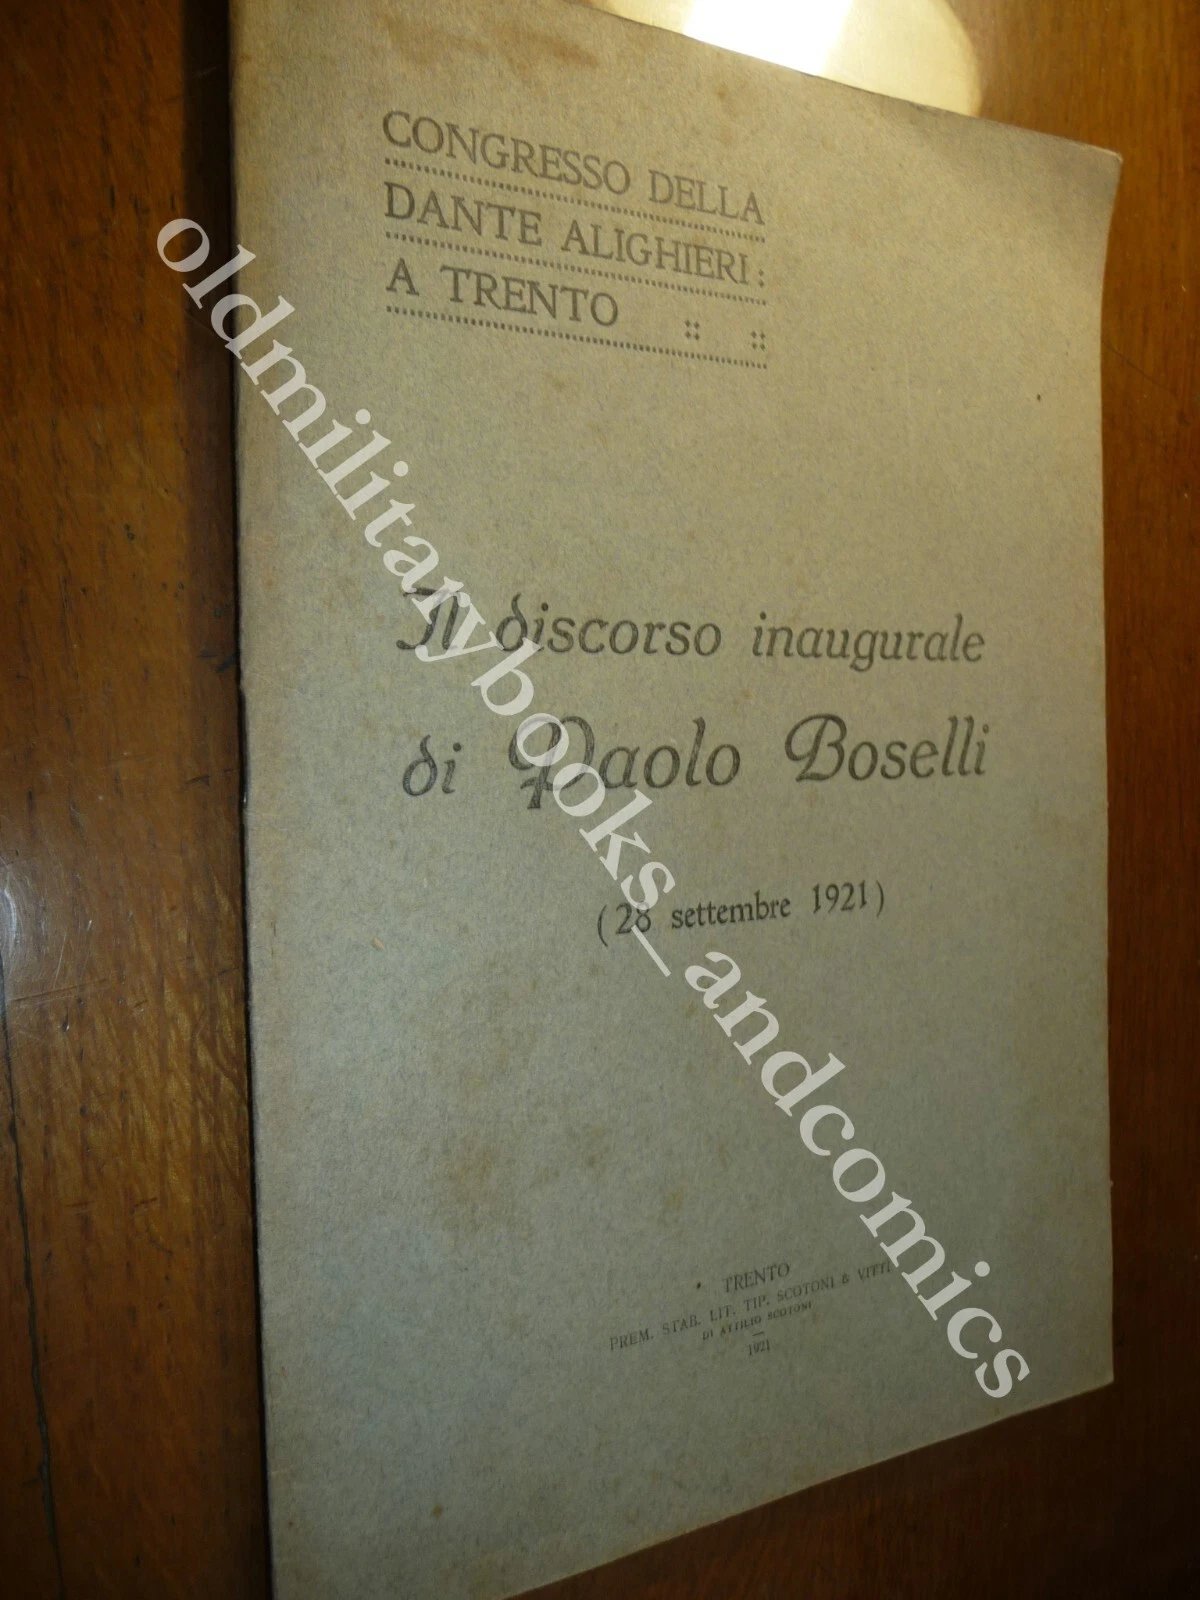 CONGRESSO DELLA
DANTE ALIGHIERI :
A TRENTO :: ::
Il discorso inaugurale
di Paolo Boselli
(28 settembre 1921)
TRENTO
PREM. STAB. LIT. TIP. SCOTONI & VITTI
DI ATTILIO SCOTONI
1921
oldmilitarybooks_andcomics